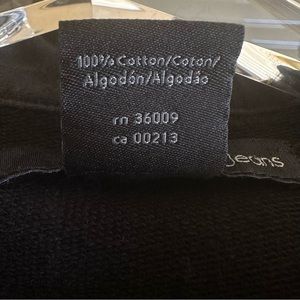 100% Cotton/Coton/
Algodón/Algodão
rn 36009
ca 00213
jeans